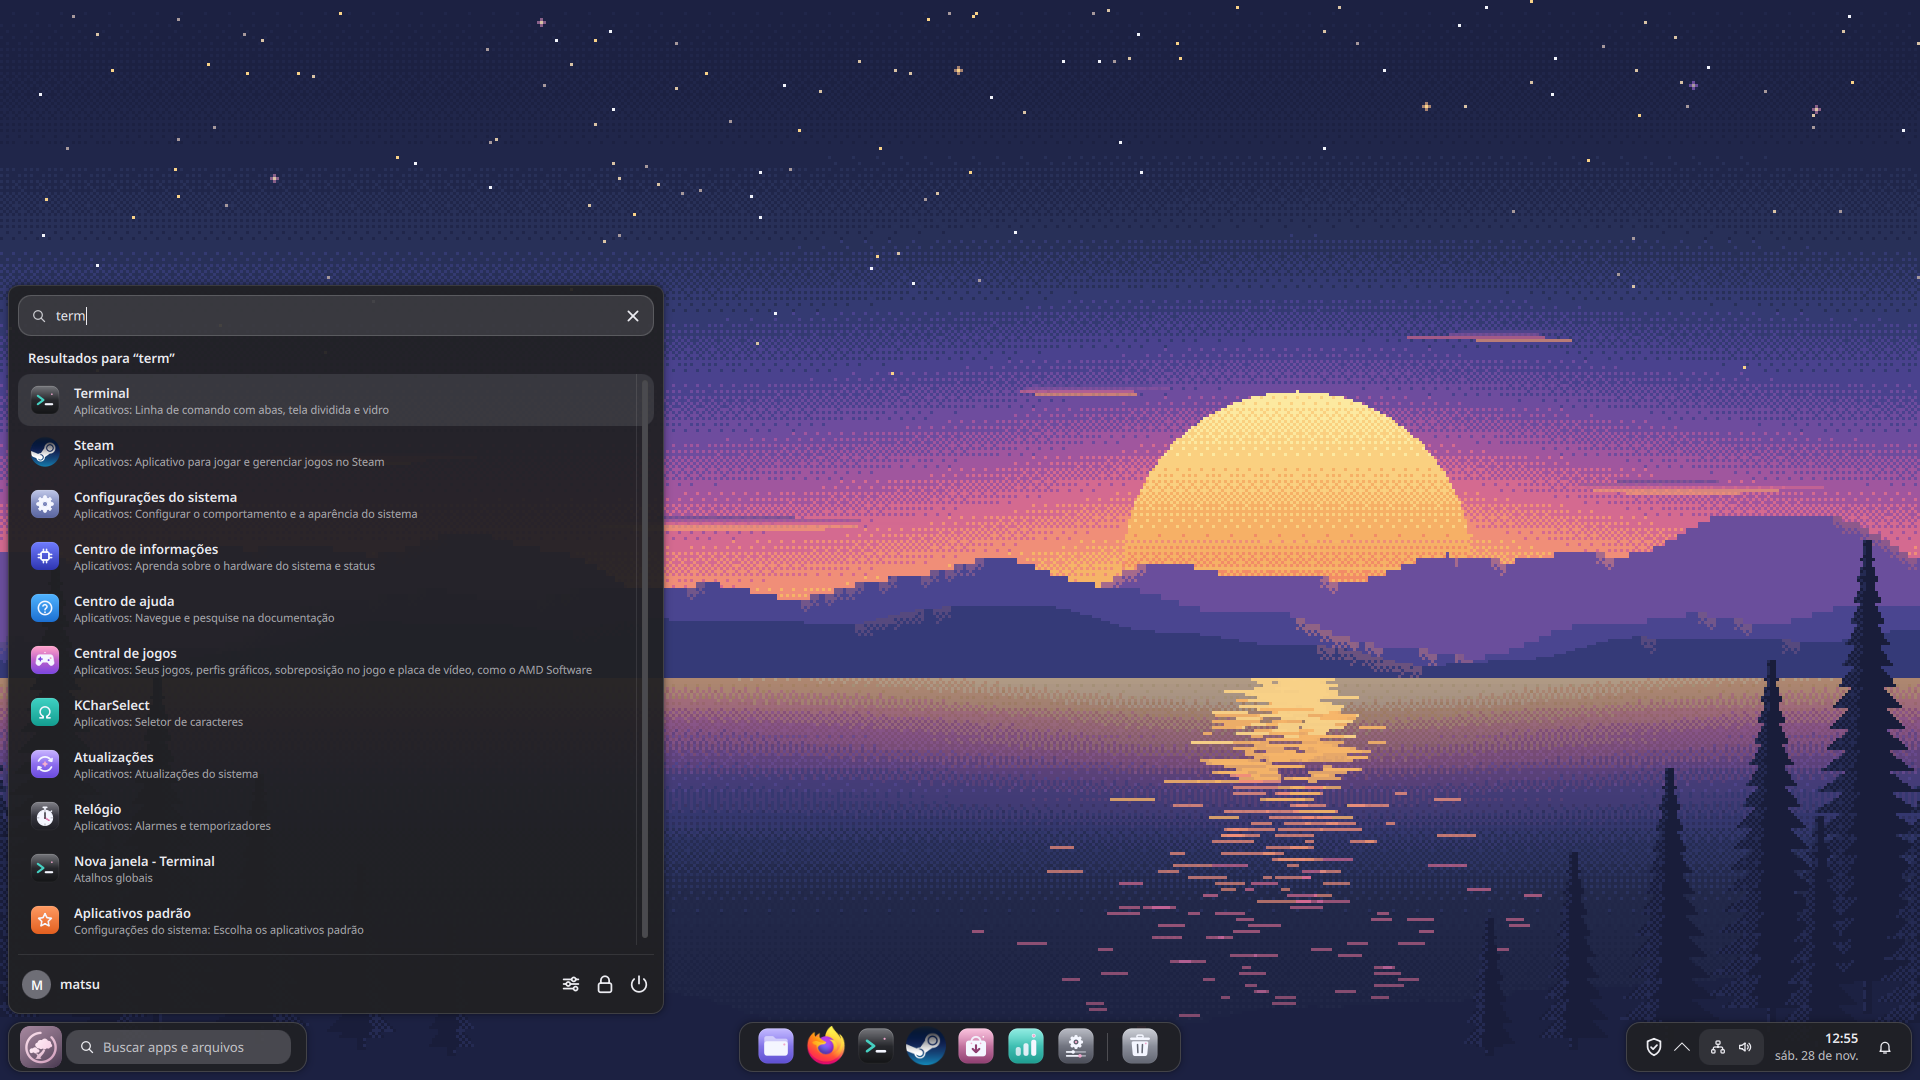 term
Resultados para “term”
Terminal
Aplicativos: Linha de comando com abas, tela dividida e vidro
Steam
Aplicativos: Aplicativo para jogar e gerenciar jogos no Steam
Configurações do sistema
Aplicativos: Configurar o comportamento e a aparência do sistema
Centro de informações
Aplicativos: Aprenda sobre o hardware do sistema e status
Centro de ajuda
Aplicativos: Navegue e pesquise na documentação
Central de jogos
Aplicativos: Seus jogos, perfis gráficos, sobreposição no jogo e placa de vídeo, como o AMD Software
KCharSelect
Aplicativos: Seletor de caracteres
Atualizações
Aplicativos: Atualizações do sistema
Relógio
Aplicativos: Alarmes e temporizadores
Nova janela - Terminal
Atalhos globais
Aplicativos padrão
Configurações do sistema: Escolha os aplicativos padrão
M matsu
Buscar apps e arquivos
12:55
sáb. 28 de nov.